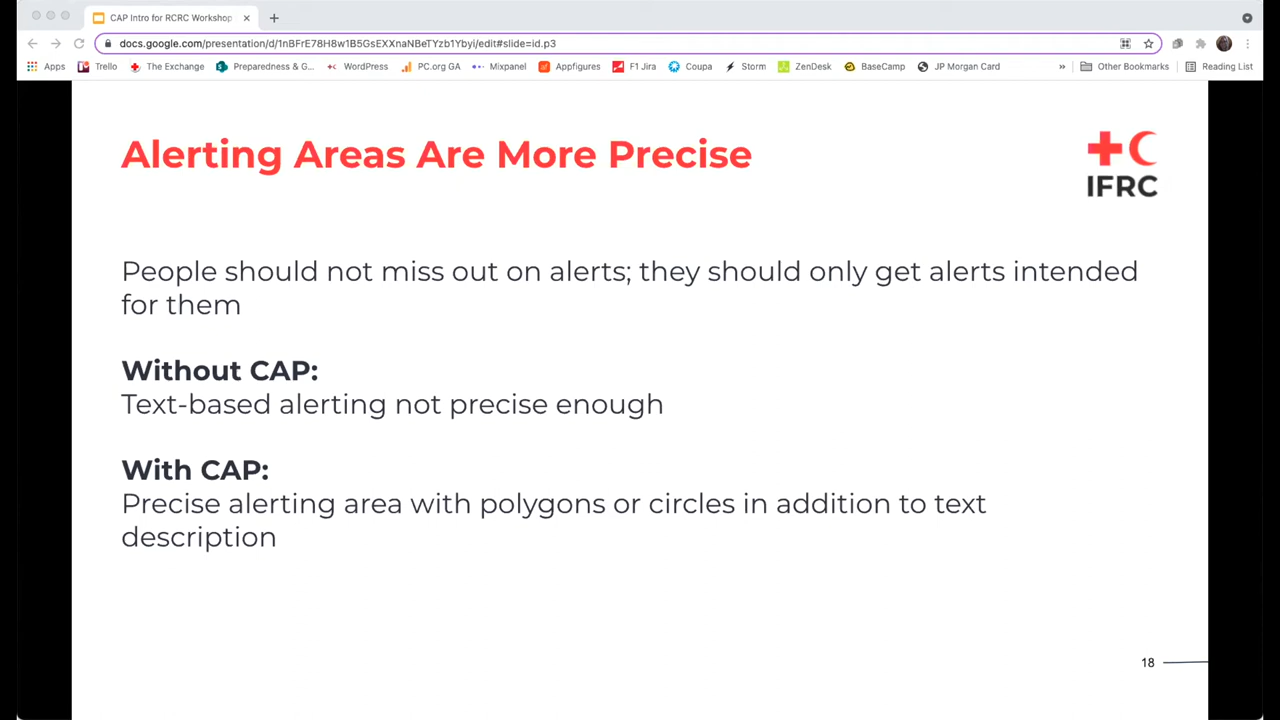 CAP Intro for RCRC Workshop
docs.google.com/presentation/d/1nBFrE78H8w1B5GsEXXnaNBeTYzb1Ybyi/edit#slide=id.p3
Apps Trello The Exchange Preparedness & G... WordPress PC.org GA Mixpanel Appfigures F1 Jira Coupa Storm ZenDesk BaseCamp JP Morgan Card » Other Bookmarks Reading List
Alerting Areas Are More Precise
IFRC
People should not miss out on alerts; they should only get alerts intended
for them
Without CAP:
Text-based alerting not precise enough
With CAP:
Precise alerting area with polygons or circles in addition to text
description
18